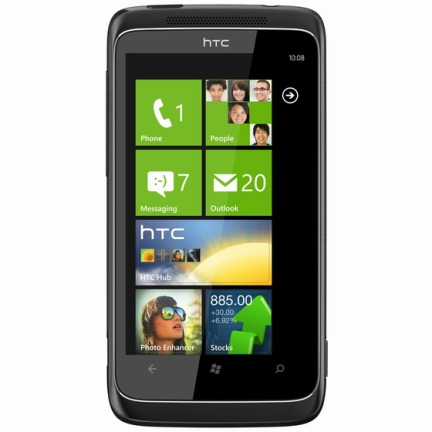 hTC
10:08
1
Phone
People
7
Messaging
20
Outlook
hTC
HTC Hub
Photo Enhancer
885.00
+30.00
+6.92%
Stocks